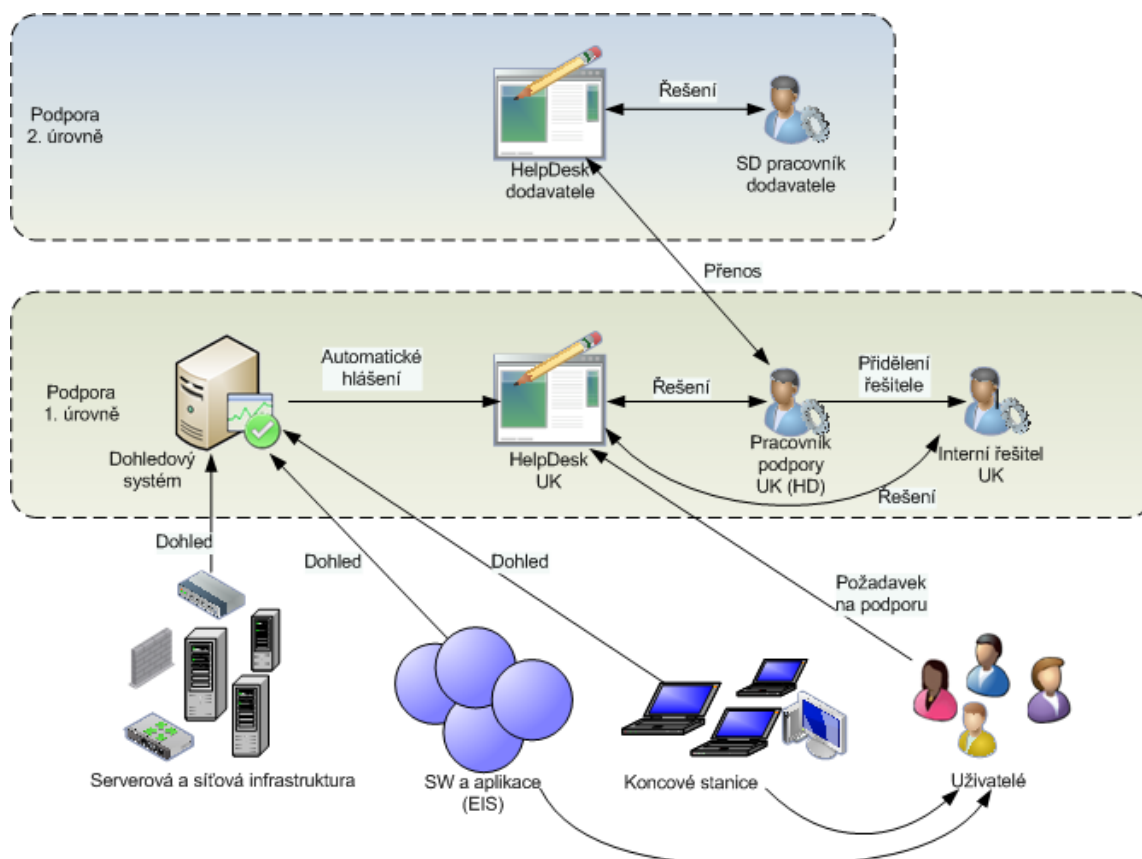 Řešení
Podpora
2. úrovně
HelpDesk
dodavatele
SD pracovník
dodavatele
Přenos
Automatické
hlášení
Přidělení
řešitele
Podpora
1. úrovně
Řešení
Dohledový
systém
HelpDesk
UK
Pracovník
podpory
UK (HD)
Interní řešitel
UK
Řešení
Dohled
Dohled
Dohled
Požadavek
na podporu
Serverová a síťová infrastruktura
SW a aplikace
(EIS)
Koncové stanice
Uživatelé